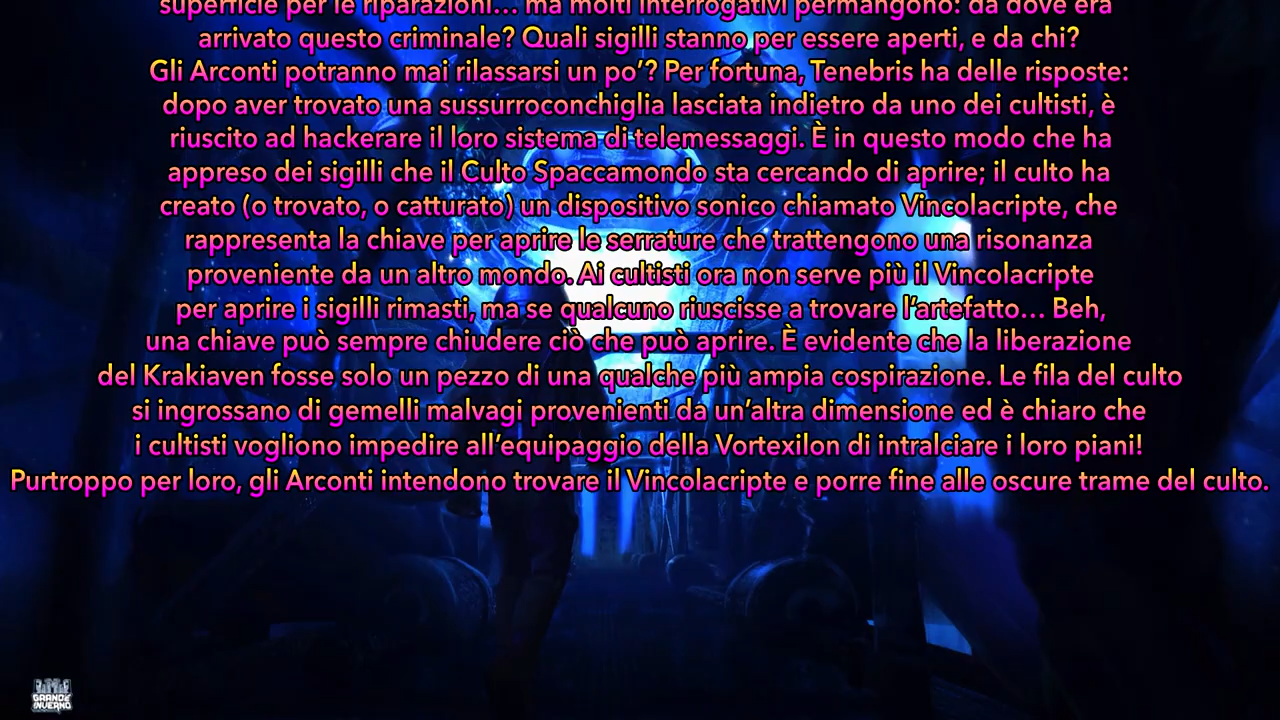 superficie per le riparazioni… ma molti interrogativi permangono: da dove era
arrivato questo criminale? Quali sigilli stanno per essere aperti, e da chi?
Gli Arconti potranno mai rilassarsi un po’? Per fortuna, Tenebris ha delle risposte:
dopo aver trovato una sussurroconchiglia lasciata indietro da uno dei cultisti, è
riuscito ad hackerare il loro sistema di telemessaggi. È in questo modo che ha
appreso dei sigilli che il Culto Spaccamondo sta cercando di aprire; il culto ha
creato (o trovato, o catturato) un dispositivo sonico chiamato Vincolacripte, che
rappresenta la chiave per aprire le serrature che trattengono una risonanza
proveniente da un altro mondo. Ai cultisti ora non serve più il Vincolacripte
per aprire i sigilli rimasti, ma se qualcuno riuscisse a trovare l’artefatto… Beh,
una chiave può sempre chiudere ciò che può aprire. È evidente che la liberazione
del Krakiaven fosse solo un pezzo di una qualche più ampia cospirazione. Le fila del culto
si ingrossano di gemelli malvagi provenienti da un’altra dimensione ed è chiaro che
i cultisti vogliono impedire all’equipaggio della Vortexilon di intralciare i loro piani!
Purtroppo per loro, gli Arconti intendono trovare il Vincolacripte e porre fine alle oscure trame del culto.
GRANDE
INVERNO